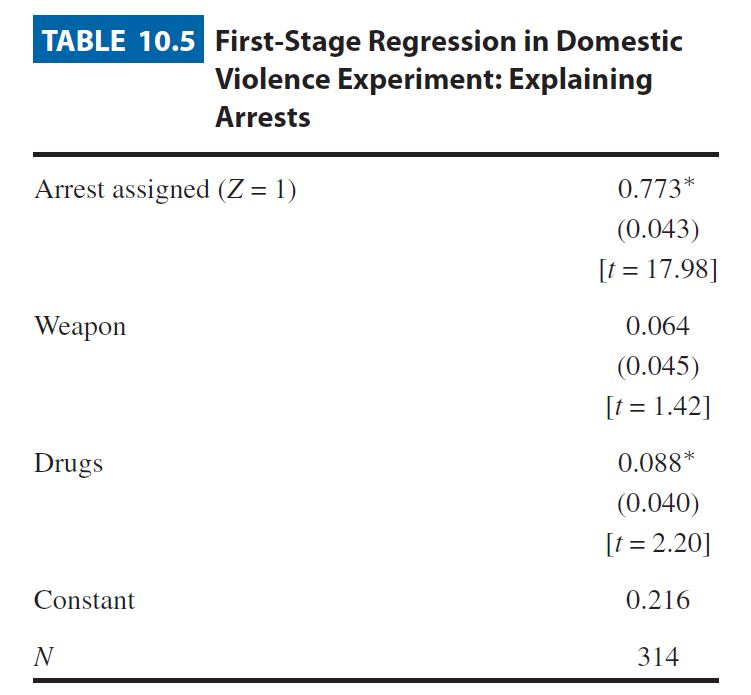 TABLE 10.5 First-Stage Regression in Domestic
Violence Experiment: Explaining
Arrests
Arrest assigned (Z = 1) 0.773*
(0.043)
[t = 17.98]
Weapon 0.064
(0.045)
[t = 1.42]
Drugs 0.088*
(0.040)
[t = 2.20]
Constant 0.216
N 314